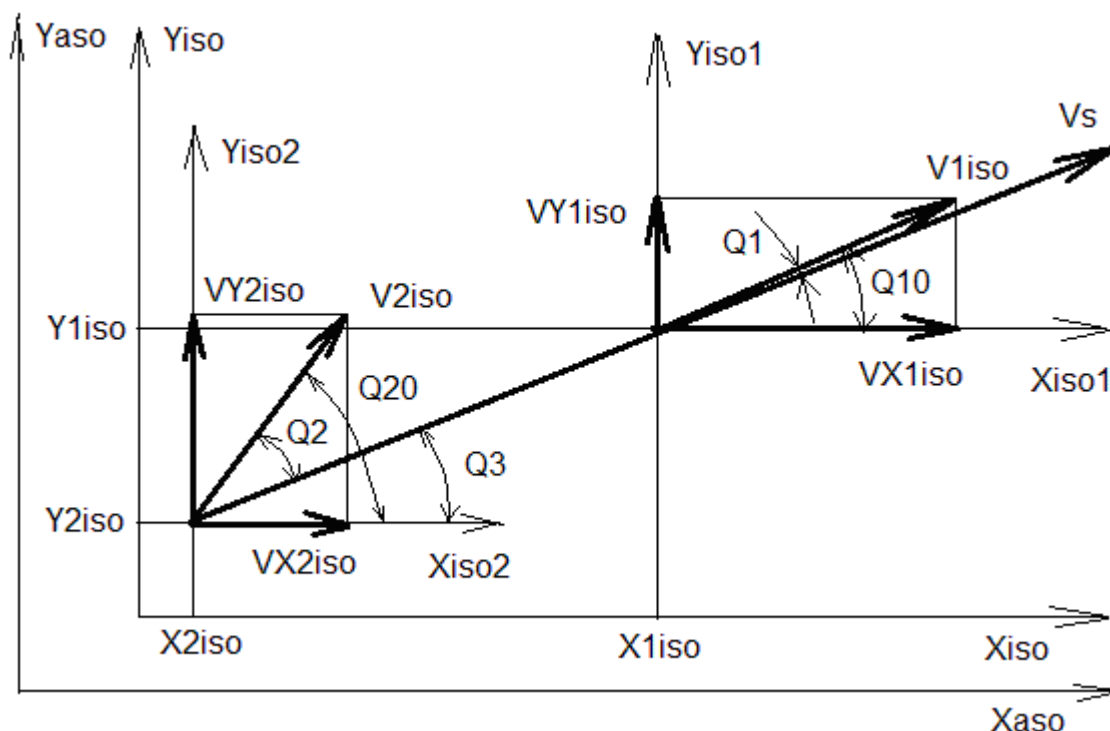 Yaso
Yiso
Yiso1
Vs
Yiso2
V1iso
VY1iso
Q1
Q10
VY2iso
V2iso
Y1iso
VX1iso
Xiso1
Q20
Q2
Q3
Y2iso
VX2iso
Xiso2
X2iso
X1iso
Xiso
Xaso